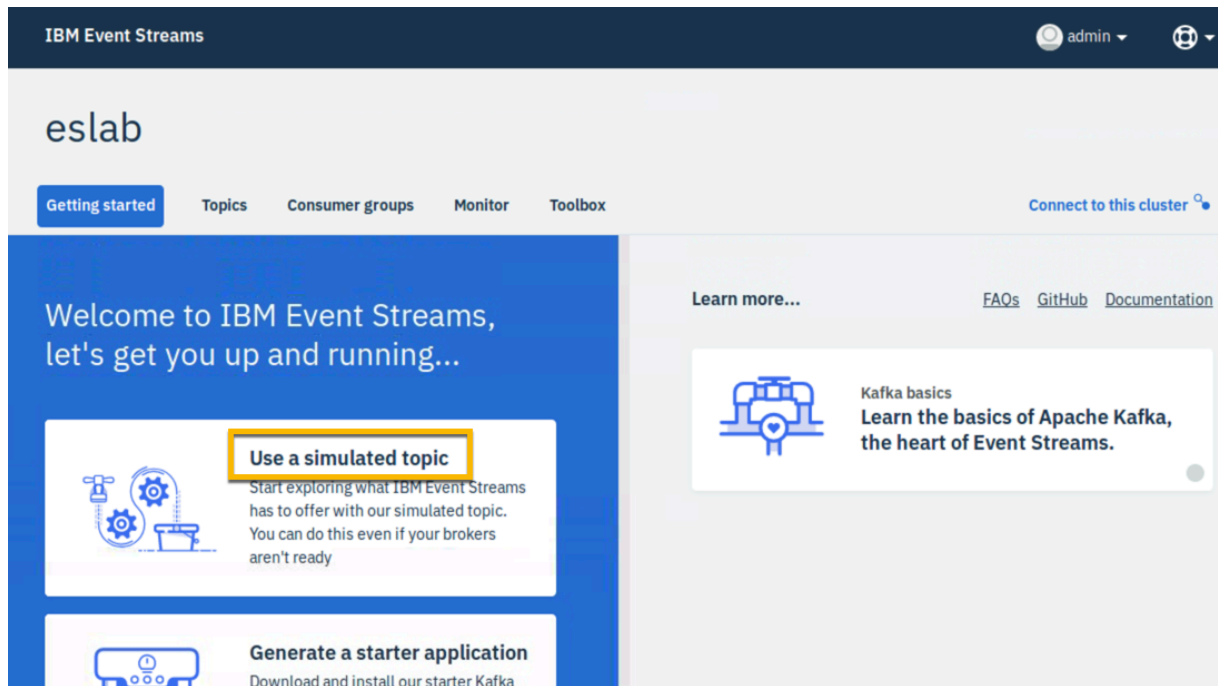 IBM Event Streams
admin
eslab
Getting started Topics Consumer groups Monitor Toolbox
Connect to this cluster
Welcome to IBM Event Streams,
let's get you up and running...
Use a simulated topic
Start exploring what IBM Event Streams
has to offer with our simulated topic.
You can do this even if your brokers
aren't ready
Generate a starter application
Download and install our starter Kafka
Learn more...
FAQs GitHub Documentation
Kafka basics
Learn the basics of Apache Kafka,
the heart of Event Streams.